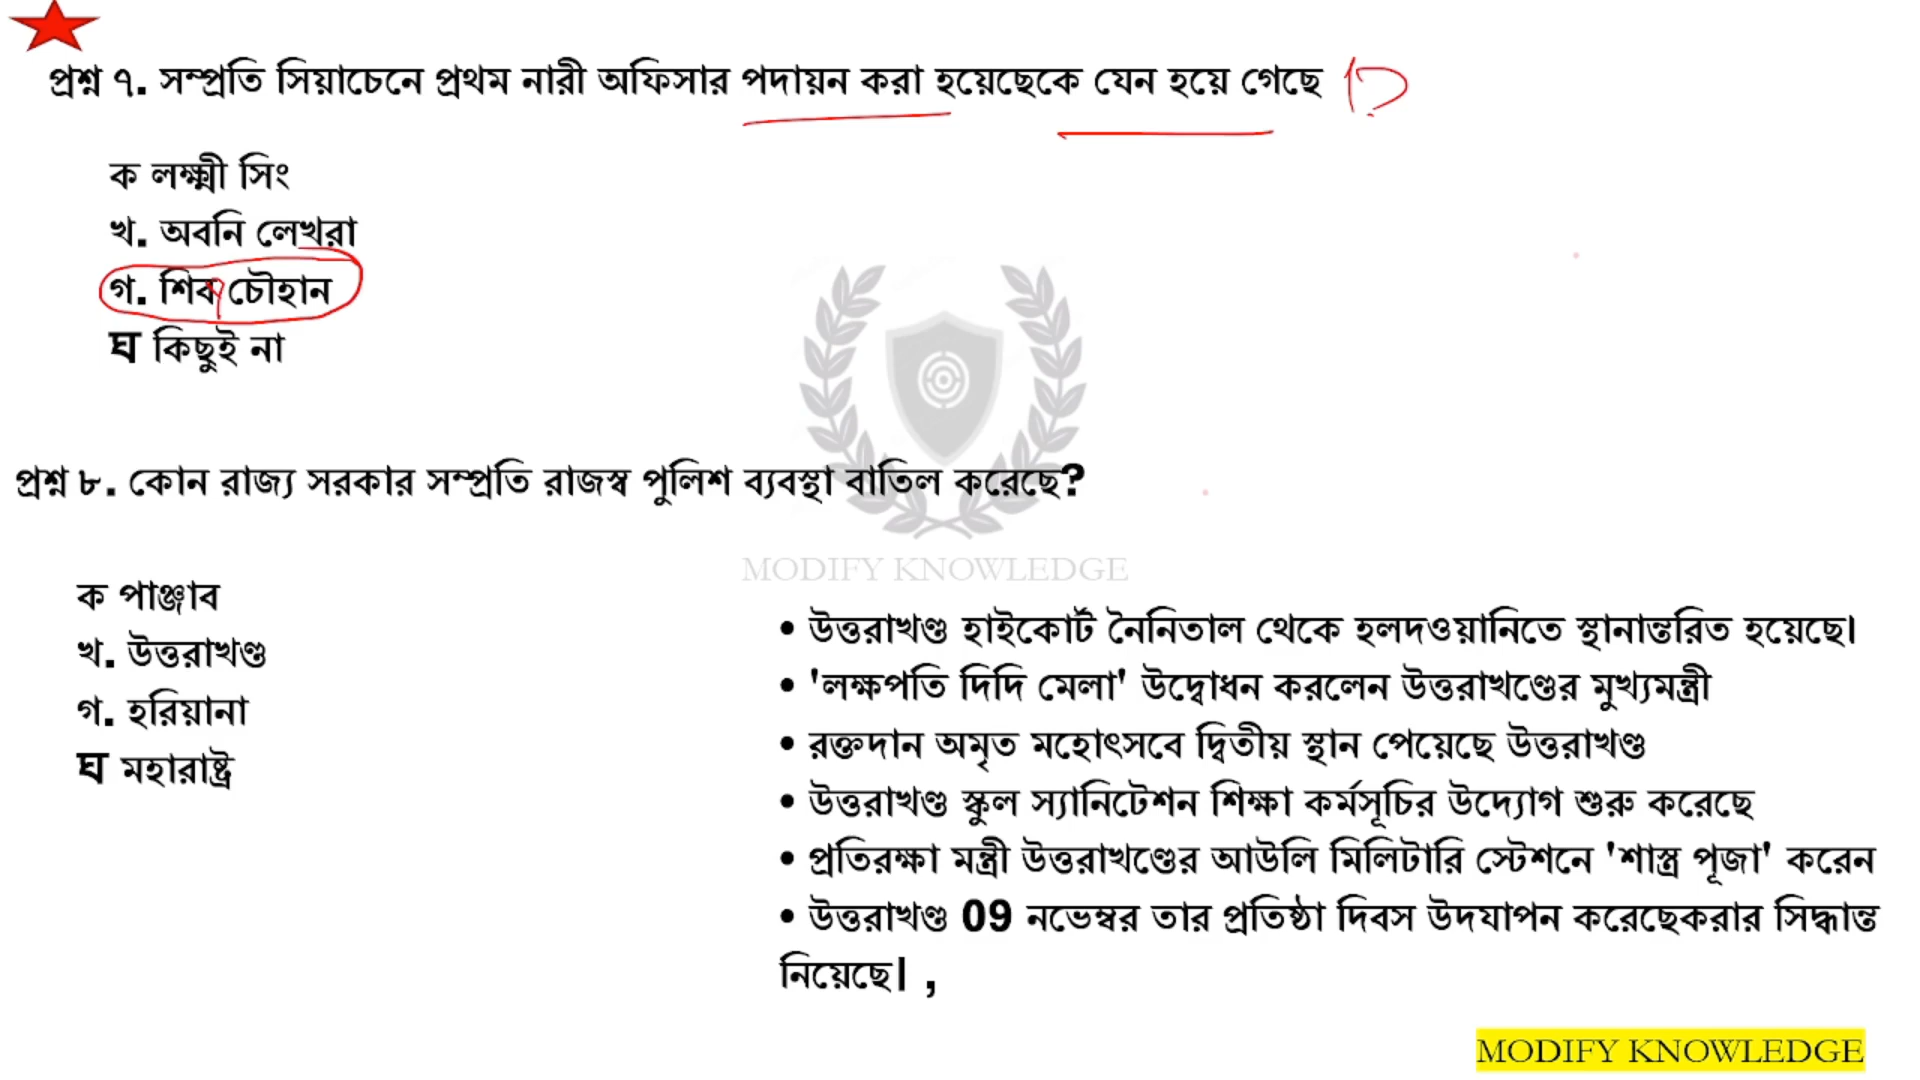 প্রশ্ন ৭. সম্প্রতি সিয়াচেনে প্রথম নারী অফিসার পদায়ন করা হয়েছেকে যেন হয়ে গেছে !?
ক লক্ষ্মী সিং
খ. অবনি লেখরা
গ. শিব চৌহান
घ কিছুই না
প্রশ্ন ৮. কোন রাজ্য সরকার সম্প্রতি রাজস্ব পুলিশ ব্যবস্থা বাতিল করেছে?
MODIFY KNOWLEDGE
ক পাঞ্জাব
খ. উত্তরাখণ্ড
গ. হরিয়ানা
घ মহারাষ্ট্র
• উত্তরাখণ্ড হাইকোর্ট নৈনিতাল থেকে হলদওয়ানিতে স্থানান্তরিত হয়েছে।
• 'লক্ষপতি দিদি মেলা' উদ্বোধন করলেন উত্তরাখণ্ডের মুখ্যমন্ত্রী
• রক্তদান অমৃত মহোৎসবে দ্বিতীয় স্থান পেয়েছে উত্তরাখণ্ড
• উত্তরাখণ্ড স্কুল স্যানিটেশন শিক্ষা কর্মসূচির উদ্যোগ শুরু করেছে
• প্রতিরক্ষা মন্ত্রী উত্তরাখণ্ডের আউলি মিলিটারি স্টেশনে 'শাস্ত্র পূজা' করেন
• উত্তরাখণ্ড 09 নভেম্বর তার প্রতিষ্ঠা দিবস উদযাপন করেছেকরার সিদ্ধান্ত
নিয়েছে। ,
MODIFY KNOWLEDGE